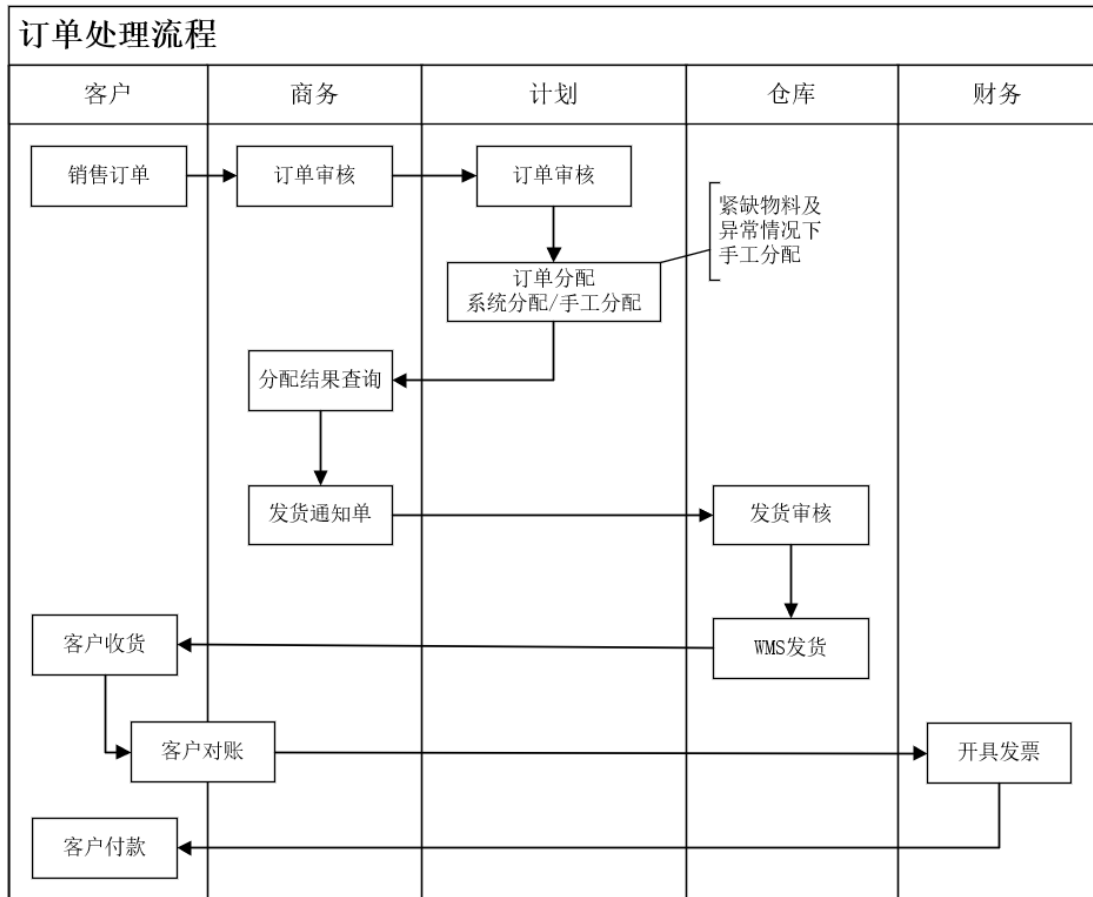 订单处理流程
客户
商务
计划
仓库
财务
销售订单
订单审核
订单审核
紧缺物料及
异常情况下
手工分配
订单分配
系统分配/手工分配
分配结果查询
发货通知单
发货审核
客户收货
WMS发货
客户对账
开具发票
客户付款